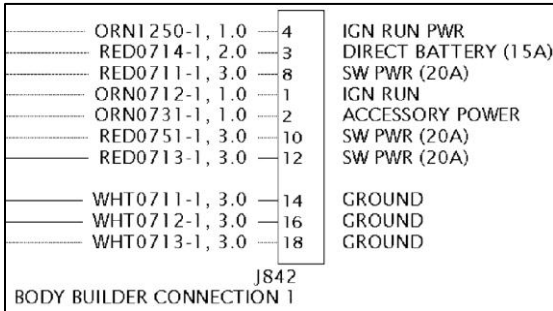 ORN1250-1, 1.0 4 IGN RUN PWR
RED0714-1, 2.0 3 DIRECT BATTERY (15A)
RED0711-1, 3.0 8 SW PWR (20A)
ORN0712-1, 1.0 1 IGN RUN
ORN0731-1, 1.0 2 ACCESSORY POWER
RED0751-1, 3.0 10 SW PWR (20A)
RED0713-1, 3.0 12 SW PWR (20A)
WHT0711-1, 3.0 14 GROUND
WHT0712-1, 3.0 16 GROUND
WHT0713-1, 3.0 18 GROUND
J842
BODY BUILDER CONNECTION 1